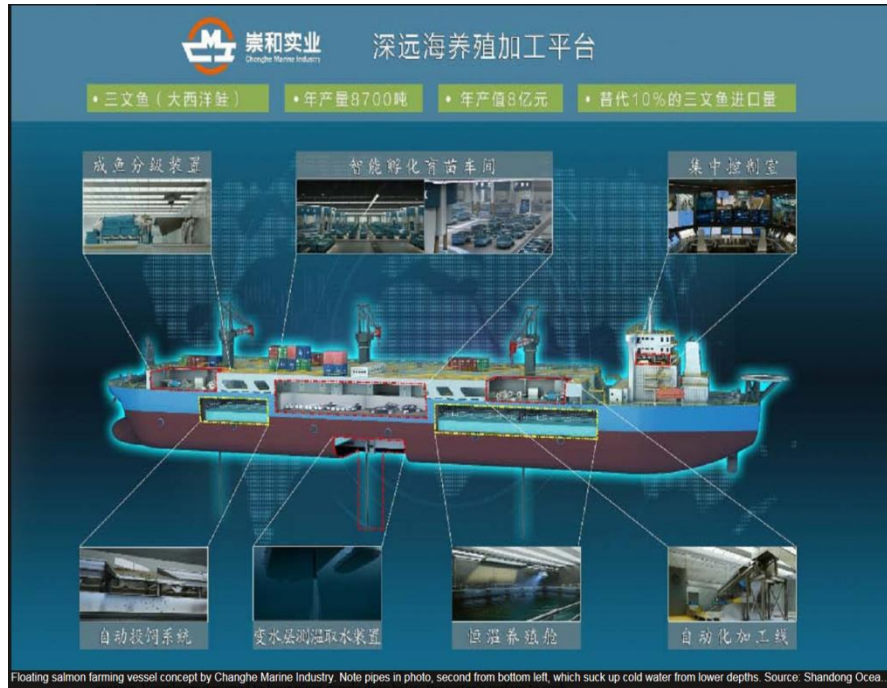 崇和实业
Chonghe Marine Industry
深远海养殖加工平台
• 三文鱼（大西洋鲑）
• 年产量8700吨
• 年产值8亿元
• 替代10%的三文鱼进口量
成鱼分级装置
智能孵化育苗车间
集中控制室
自动投饲系统
变水层测温取水装置
恒温养殖舱
自动化加工线
Floating salmon farming vessel concept by Changhe Marine Industry. Note pipes in photo, second from bottom left, which suck up cold water from lower depths. Source: Shandong Ocea...